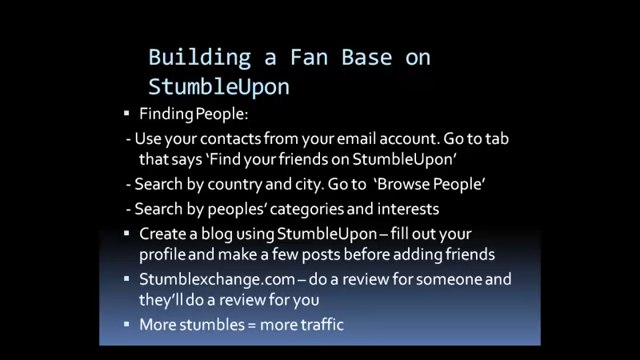 Building a Fan Base on
StumbleUpon
▪ Finding People:
- Use your contacts from your email account. Go to tab
that says ‘Find your friends on StumbleUpon’
- Search by country and city. Go to ‘Browse People’
- Search by peoples’ categories and interests
▪ Create a blog using StumbleUpon – fill out your
profile and make a few posts before adding friends
▪ Stumblexchange.com – do a review for someone and
they’ll do a review for you
▪ More stumbles = more traffic